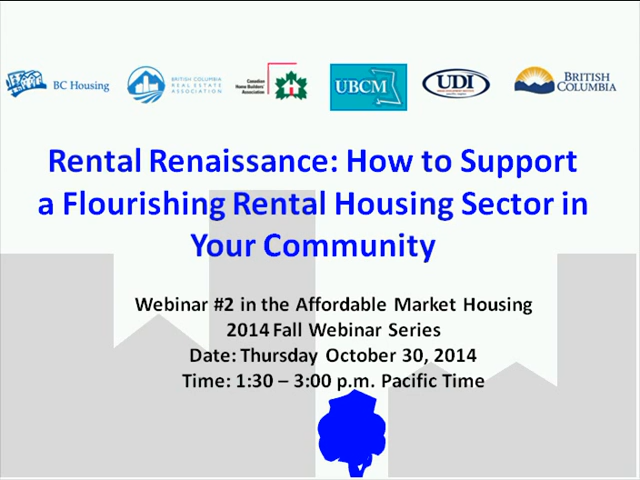 BC Housing
BRITISH COLUMBIA
REAL ESTATE
ASSOCIATION
Canadian
Home Builders'
Association
UBCM
UDI
BRITISH
COLUMBIA
Rental Renaissance: How to Support
a Flourishing Rental Housing Sector in
Your Community
Webinar #2 in the Affordable Market Housing
2014 Fall Webinar Series
Date: Thursday October 30, 2014
Time: 1:30 – 3:00 p.m. Pacific Time